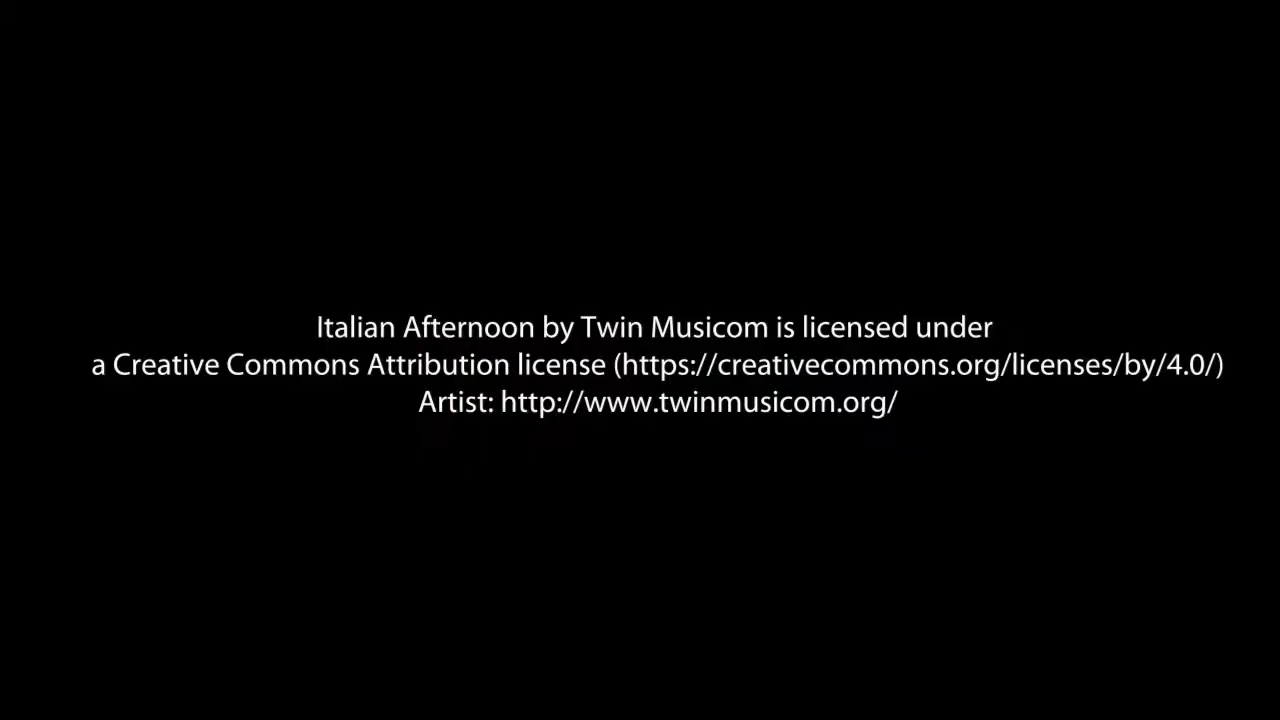 Italian Afternoon by Twin Musicom is licensed under
a Creative Commons Attribution license (https://creativecommons.org/licenses/by/4.0/)
Artist: http://www.twinmusicom.org/